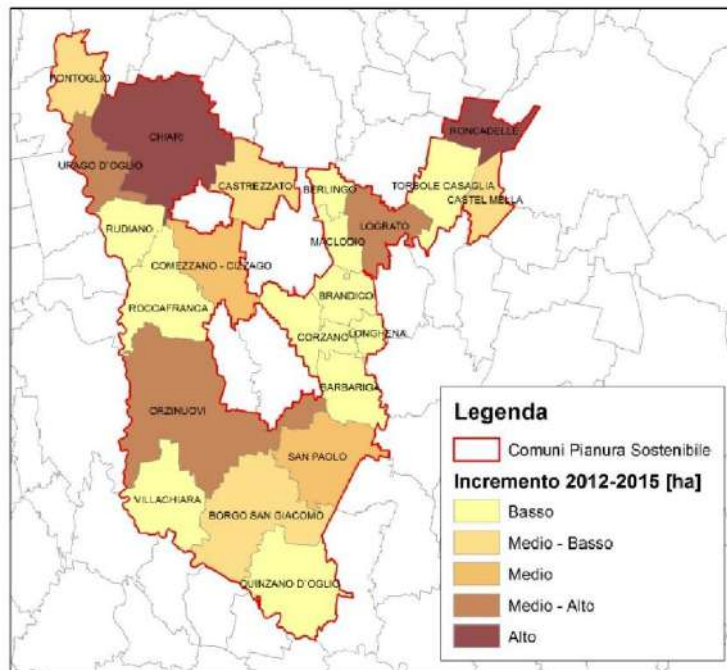 PONTOGLIO
CHIARI
RONCADELLE
URAGO D'OGLIO
CASTREZZATO
BERLINGO
TORBOLE CASAGLIA
CASTEL MELLA
RUDIANO
LOGRATO
MACLODIO
COMEZZANO - CIZZAGO
BRANDICO
ROCCAFRANCA
CORZANO
LONGHENA
BARBARIGA
ORZINUOVI
SAN PAOLO
VILLACHIARA
BORGO SAN GIACOMO
QUINZANO D'OGLIO
Legenda
Comuni Pianura Sostenibile
Incremento 2012-2015 [ha]
Basso
Medio - Basso
Medio
Medio - Alto
Alto